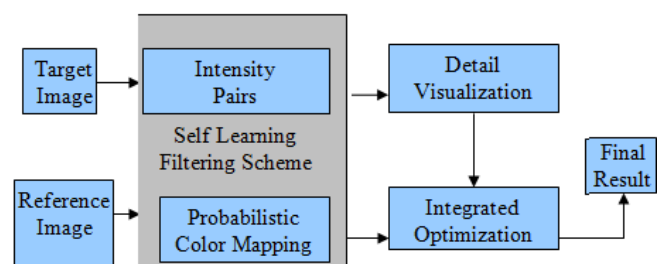 Target
Image
Intensity
Pairs
Detail
Visualization
Self Learning
Filtering Scheme
Final
Result
Reference
Image
Probabilistic
Color Mapping
Integrated
Optimization